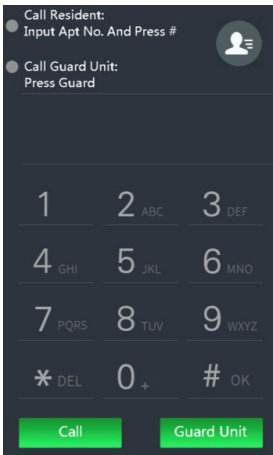 Call Resident:
Input Apt No. And Press #
Call Guard Unit:
Press Guard
1 2 ABC 3 DEF
4 GHI 5 JKL 6 MNO
7 PQRS 8 TUV 9 WXYZ
* DEL 0 + # OK
Call Guard Unit